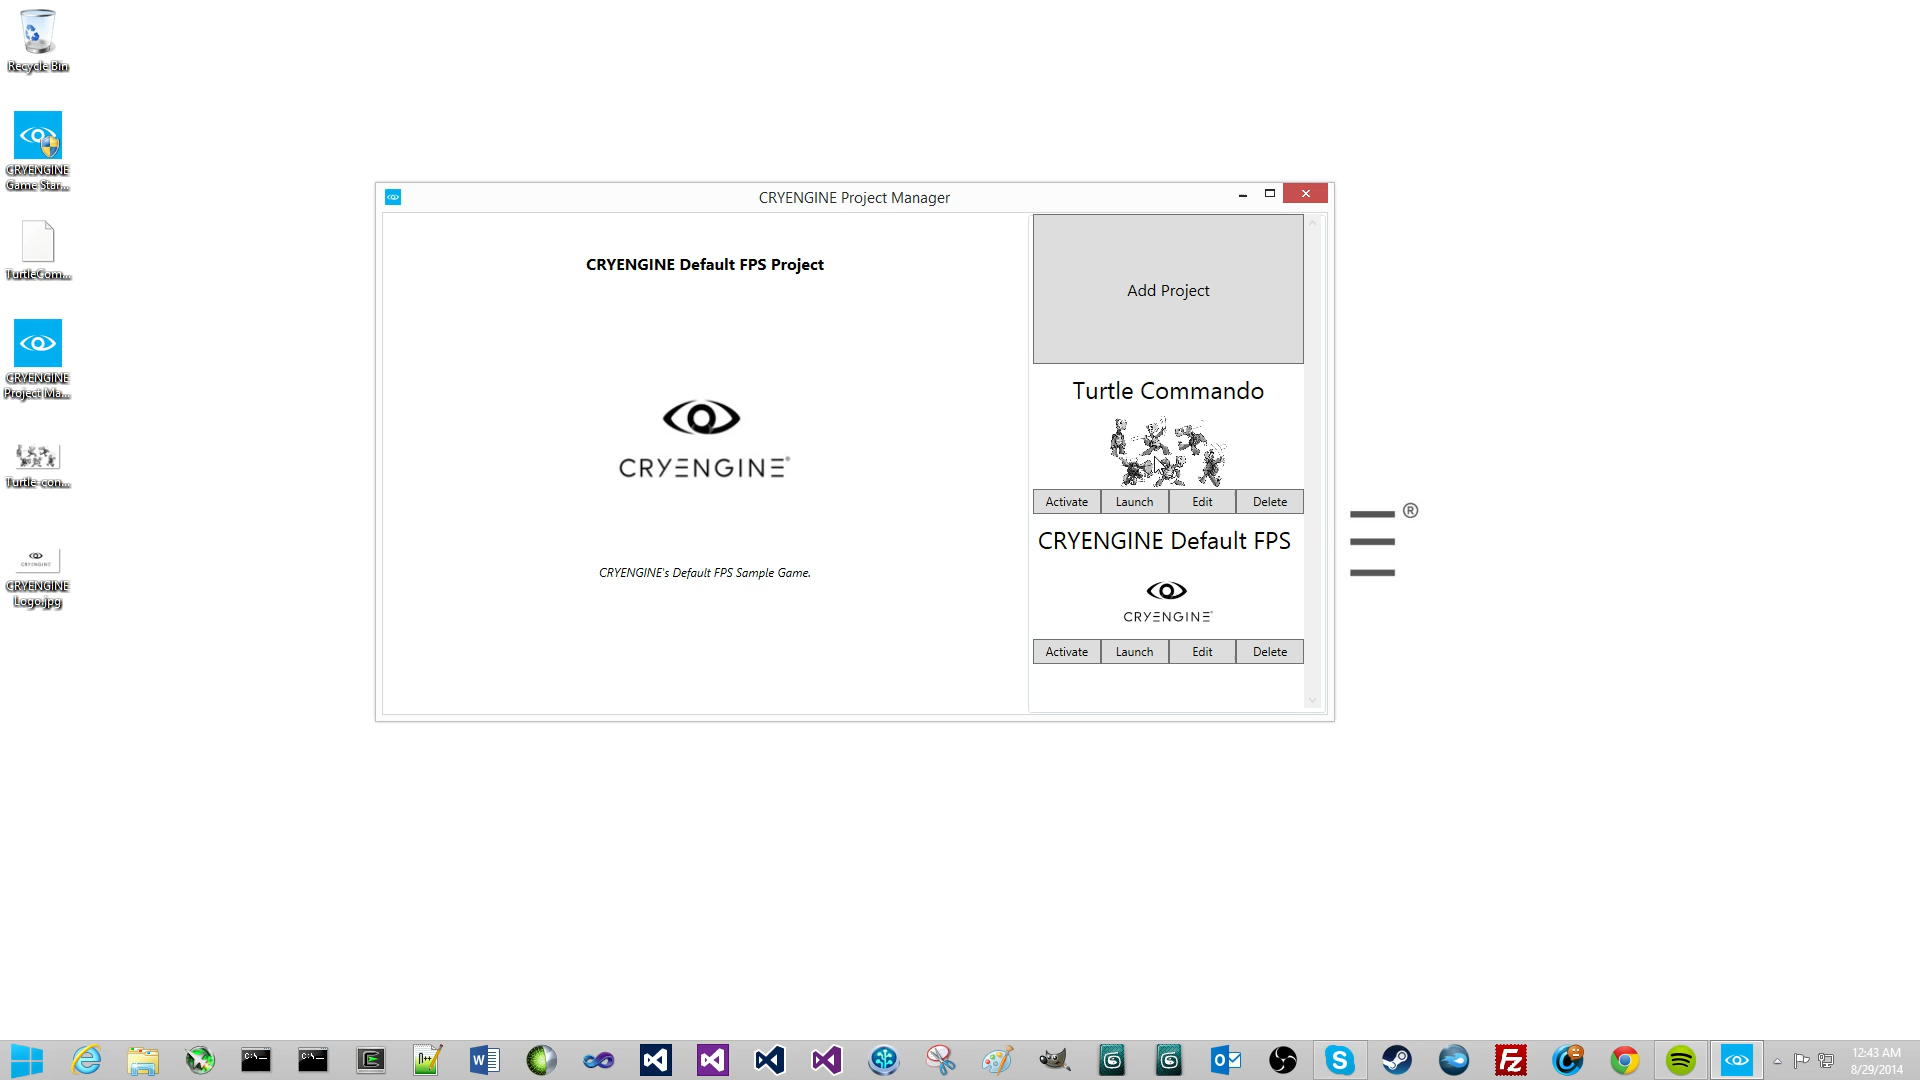 Recycle Bin
CRYENGINE
Game Star...
TurtleCom...
CRYENGINE
Project Ma...
Turtle-con...
CRYENGINE
Logo.jpg
CRYENGINE Project Manager
CRYENGINE Default FPS Project
CRYENGINE®
CRYENGINE's Default FPS Sample Game.
Add Project
Turtle Commando
Activate Launch Edit Delete
CRYENGINE Default FPS
CRYENGINE®
Activate Launch Edit Delete
®
12:43 AM
8/29/2014